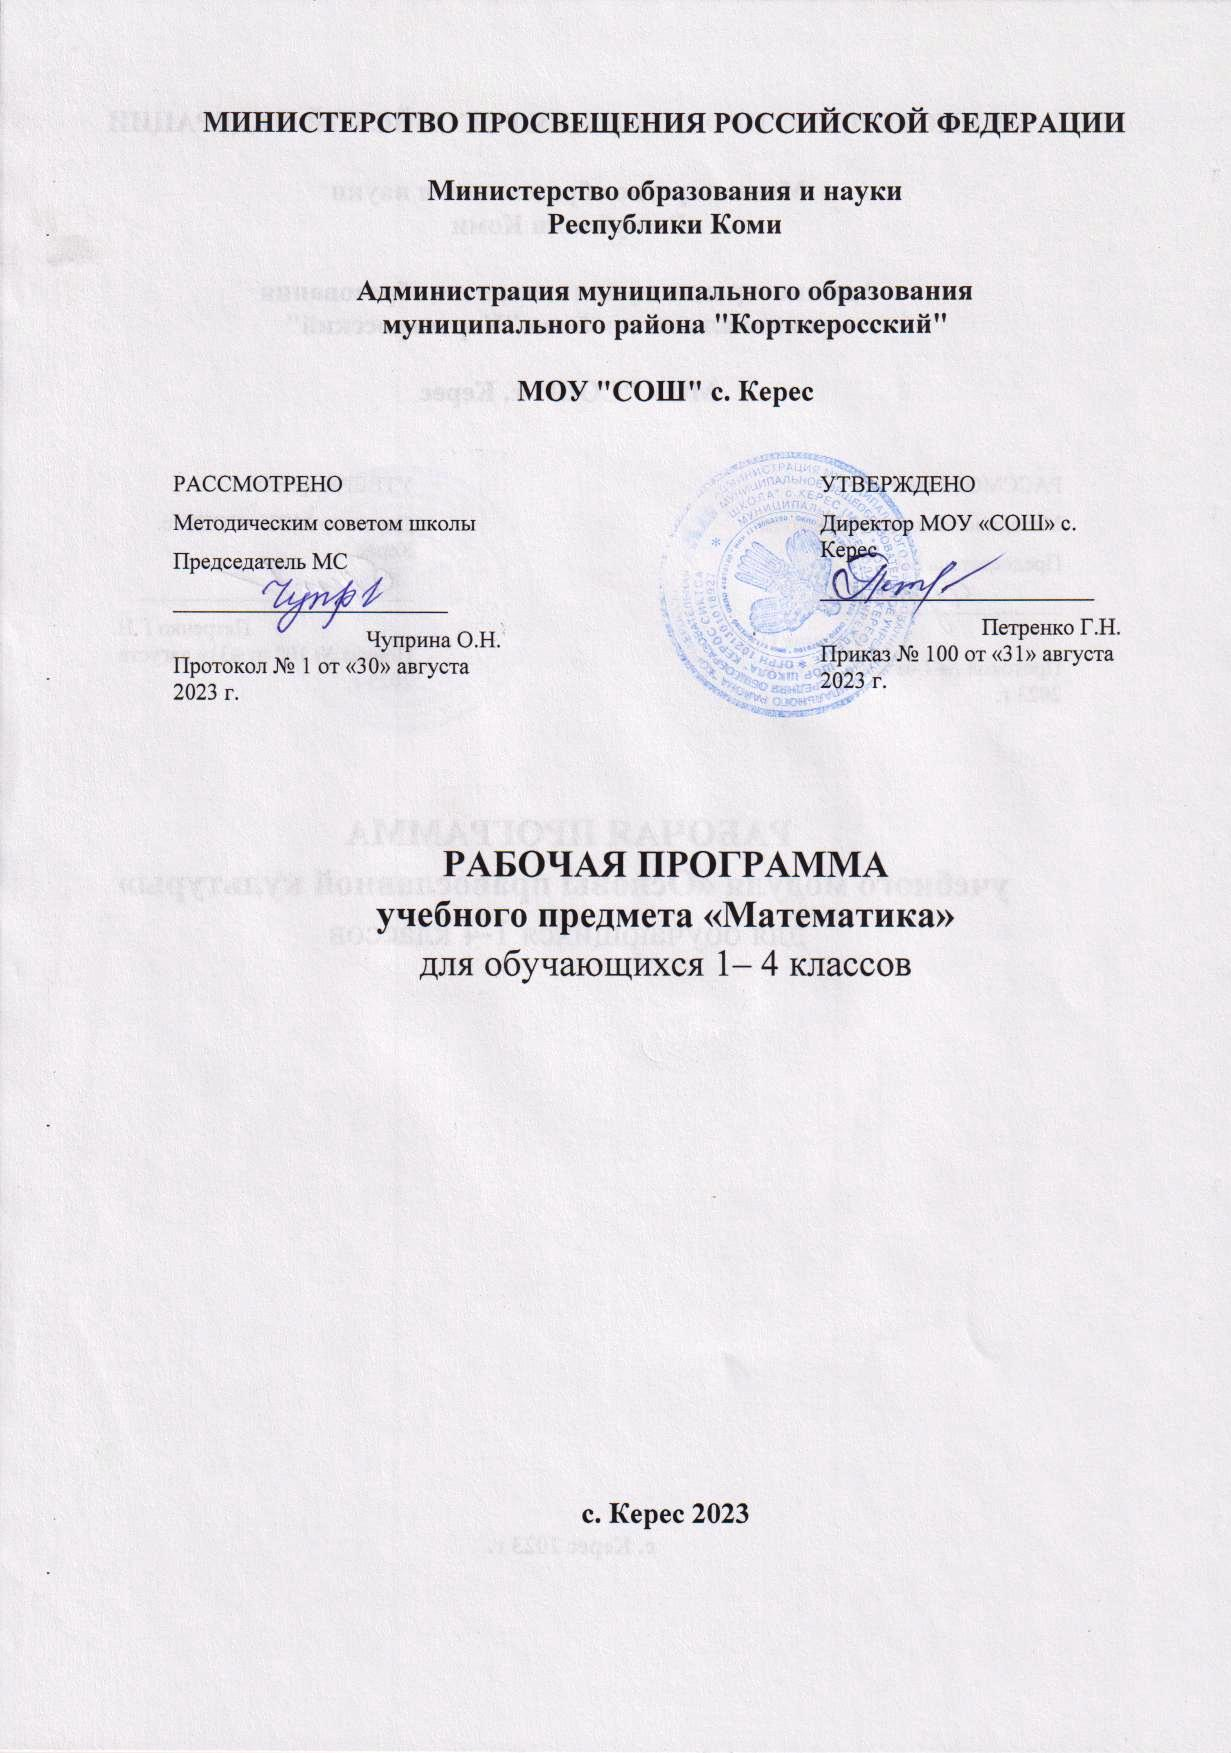 МИНИСТЕРСТВО ПРОСВЕЩЕНИЯ РОССИЙСКОЙ ФЕДЕРАЦИИ
Министерство образования и науки
Республики Коми
Администрация муниципального образования
муниципального района "Корткеросский"
МОУ "СОШ" с. Керес
РАССМОТРЕНО
Методическим советом школы
Председатель МС
Чуприна О.Н.
Протокол № 1 от «30» августа
2023 г.
УТВЕРЖДЕНО
Директор МОУ «СОШ» с.
Керес
Петренко Г.Н.
Приказ № 100 от «31» августа
2023 г.
РАБОЧАЯ ПРОГРАММА
учебного предмета «Математика»
для обучающихся 1– 4 классов
с. Керес 2023